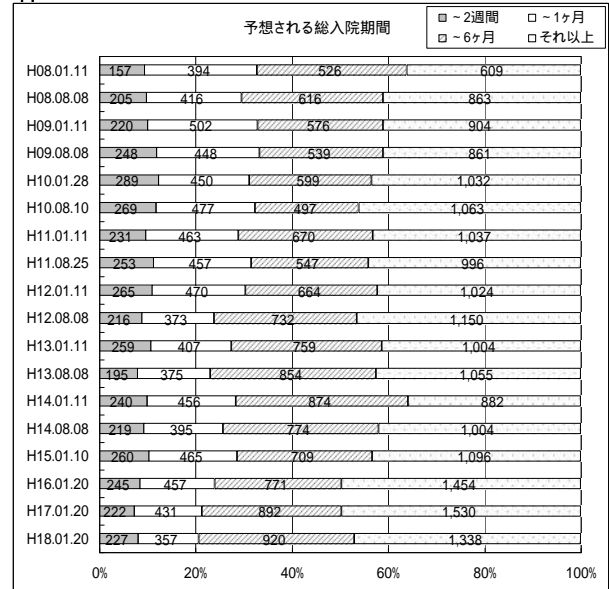 予想される総入院期間
~2週間 ~1ヶ月
~6ヶ月 それ以上
H08.01.11 157 394 526 609
H08.08.08 205 416 616 863
H09.01.11 220 502 576 904
H09.08.08 248 448 539 861
H10.01.28 289 450 599 1,032
H10.08.10 269 477 497 1,063
H11.01.11 231 463 670 1,037
H11.08.25 253 457 547 996
H12.01.11 265 470 664 1,024
H12.08.08 216 373 732 1,150
H13.01.11 259 407 759 1,004
H13.08.08 195 375 854 1,055
H14.01.11 240 456 874 882
H14.08.08 219 395 774 1,004
H15.01.10 260 465 709 1,096
H16.01.20 245 457 771 1,454
H17.01.20 222 431 892 1,530
H18.01.20 227 357 920 1,338
0% 20% 40% 60% 80% 100%